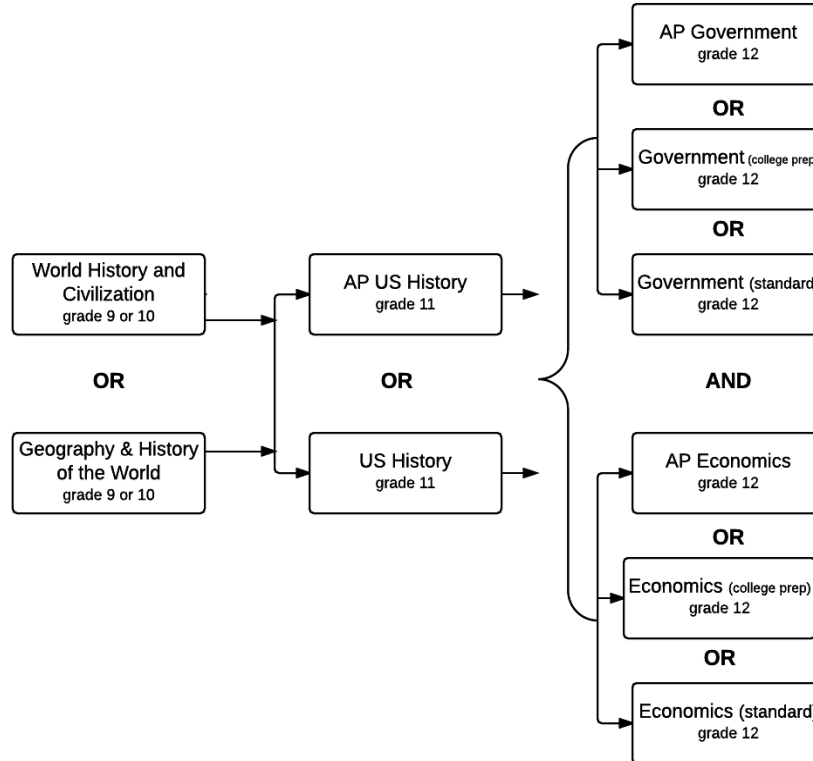 World History and
Civilization
grade 9 or 10
OR
Geography & History
of the World
grade 9 or 10
AP US History
grade 11
OR
US History
grade 11
AP Government
grade 12
OR
Government (college prep
grade 12
OR
Government (standard)
grade 12
AND
AP Economics
grade 12
OR
Economics (college prep)
grade 12
OR
Economics (standard)
grade 12